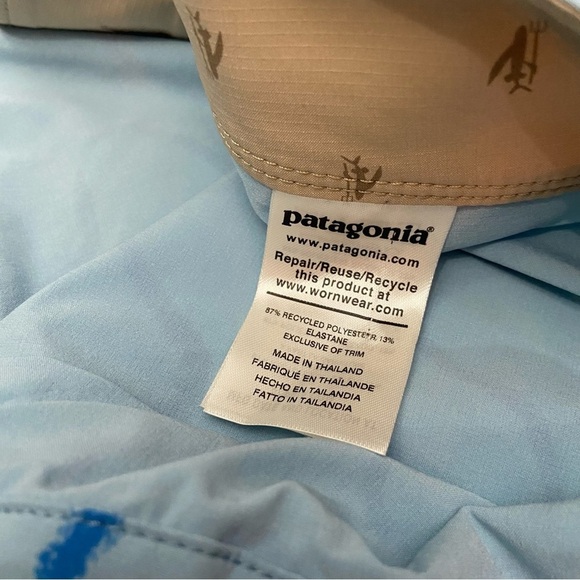 patagonia®
www.patagonia.com
Repair/Reuse/Recycle
this product at
www.wornwear.com
87% RECYCLED POLYESTER 13%
ELASTANE
EXCLUSIVE OF TRIM
MADE IN THAILAND
FABRIQUÉ EN THAÏLANDE
HECHO EN TAILANDIA
FATTO IN TAILANDIA